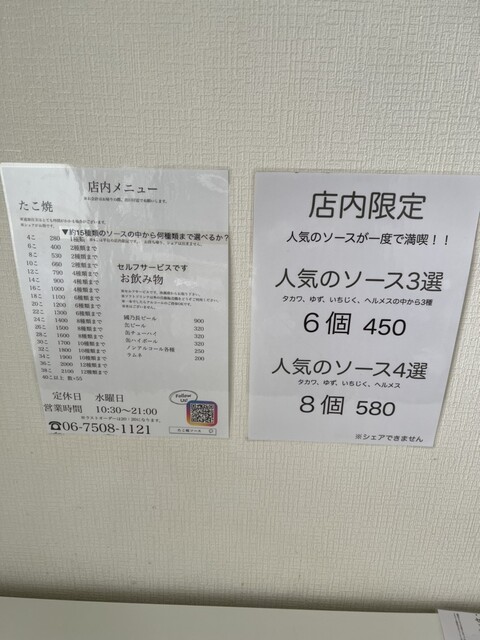 店内メニュー
たこ焼
▼約15種類のソースの中から何種類まで選べるか？
4こ 280 1種類
6こ 400 2種類まで
8こ 530 2種類まで
10こ 660 2種類まで
12こ 790 4種類まで
14こ 900 4種類まで
16こ 1000 4種類まで
18こ 1100 6種類まで
20こ 1200 6種類まで
22こ 1300 6種類まで
24こ 1400 8種類まで
26こ 1500 8種類まで
28こ 1600 8種類まで
30こ 1700 10種類まで
32こ 1800 10種類まで
34こ 1900 10種類まで
36こ 2000 12種類まで
38こ 2100 12種類まで
40こ以上 個×55
セルフサービスです
お飲み物
國乃長ビール 900
缶ビール 320
缶チューハイ 320
缶ハイボール 320
ノンアルコール各種 250
ラムネ 200
定休日 水曜日
営業時間 10:30～21:00
☎06-7508-1121
Follow Us!
店内限定
人気のソースが一度で満喫！！
人気のソース3選
タカワ、ゆず、いちじく、ヘルメスの中から3種
6個 450
人気のソース4選
タカワ、ゆず、いちじく、ヘルメス
8個 580
※シェアできません